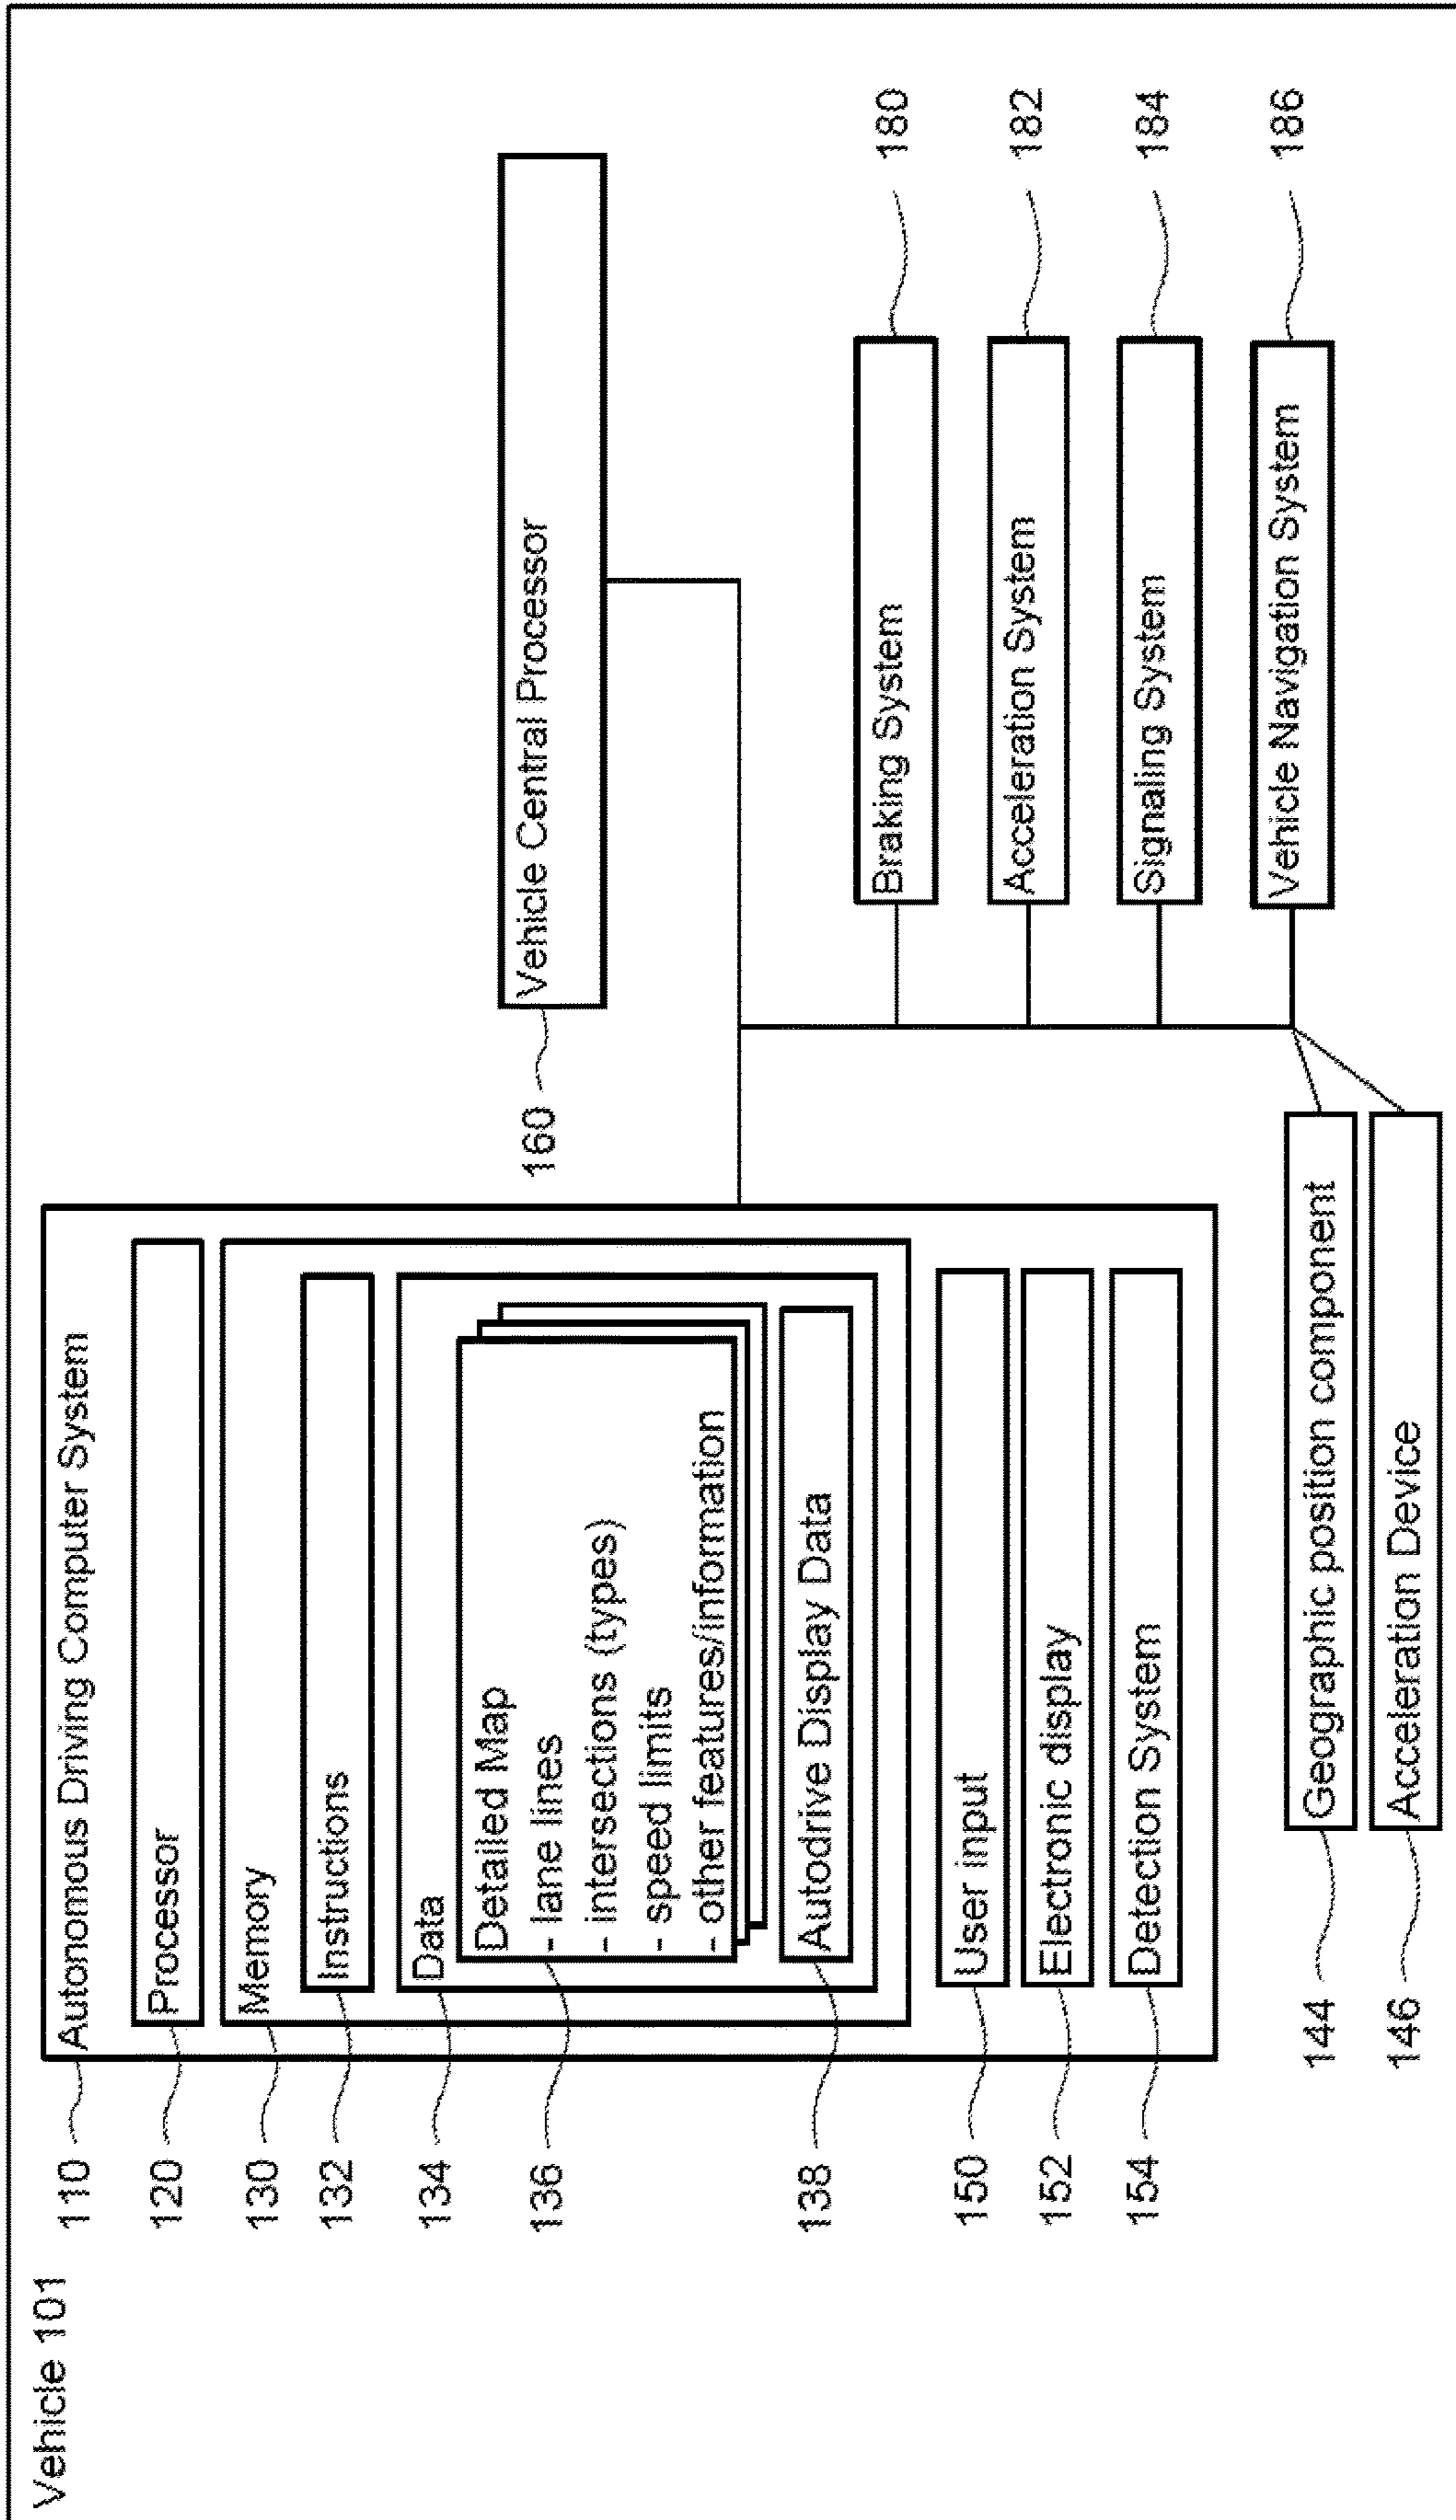 Vehicle 101
110
Autonomous Driving Computer System
120
Processor
130
Memory
132
Instructions
134
Data
136
Detailed Map
- lane lines
- intersections (types)
- speed limits
- other features/information
138
Autodrive Display Data
150
User input
152
Electronic display
154
Detection System
144
Geographic position component
146
Acceleration Device
160
Vehicle Central Processor
Braking System
180
Acceleration System
182
Signaling System
184
Vehicle Navigation System
186